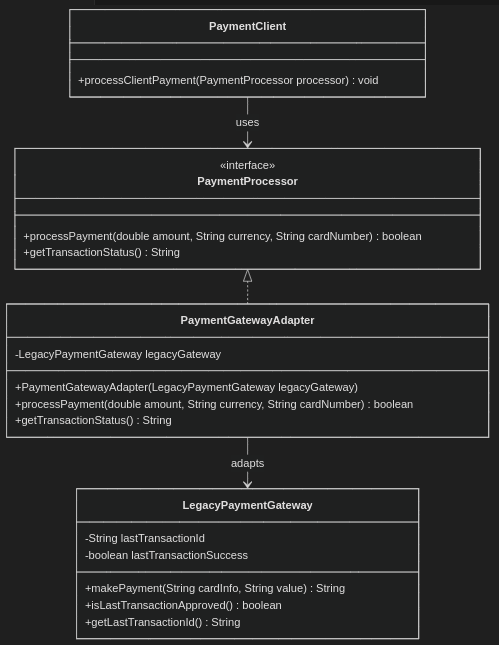 PaymentClient
+processClientPayment(PaymentProcessor processor) : void
uses
«interface»
PaymentProcessor
+processPayment(double amount, String currency, String cardNumber) : boolean
+getTransactionStatus() : String
PaymentGatewayAdapter
-LegacyPaymentGateway legacyGateway
+PaymentGatewayAdapter(LegacyPaymentGateway legacyGateway)
+processPayment(double amount, String currency, String cardNumber) : boolean
+getTransactionStatus() : String
adapts
LegacyPaymentGateway
-String lastTransactionId
-boolean lastTransactionSuccess
+makePayment(String cardInfo, String value) : String
+isLastTransactionApproved() : boolean
+getLastTransactionId() : String